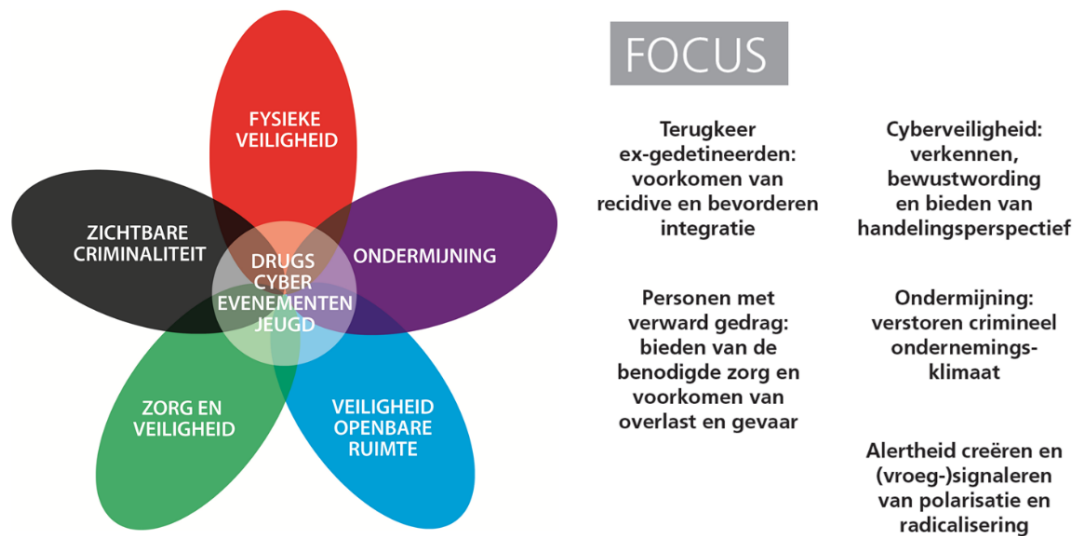 FYSIEKE
VEILIGHEID
ZICHTBARE
CRIMINALITEIT
ONDERMIJNING
DRUGS
CYBER
EVENEMENTEN
JEUGD
ZORG EN
VEILIGHEID
VEILIGHEID
OPENBARE
RUIMTE
FOCUS
Terugkeer
ex-gedetineerden:
voorkomen van
recidive en bevorderen
integratie
Cyberveiligheid:
verkennen,
bewustwording
en bieden van
handelingsperspectief
Personen met
verward gedrag:
bieden van de
benodigde zorg en
voorkomen van
overlast en gevaar
Ondermijning:
verstoren crimineel
ondernemings-
klimaat
Alertheid creëren en
(vroeg-)signaleren
van polarisatie en
radicalisering